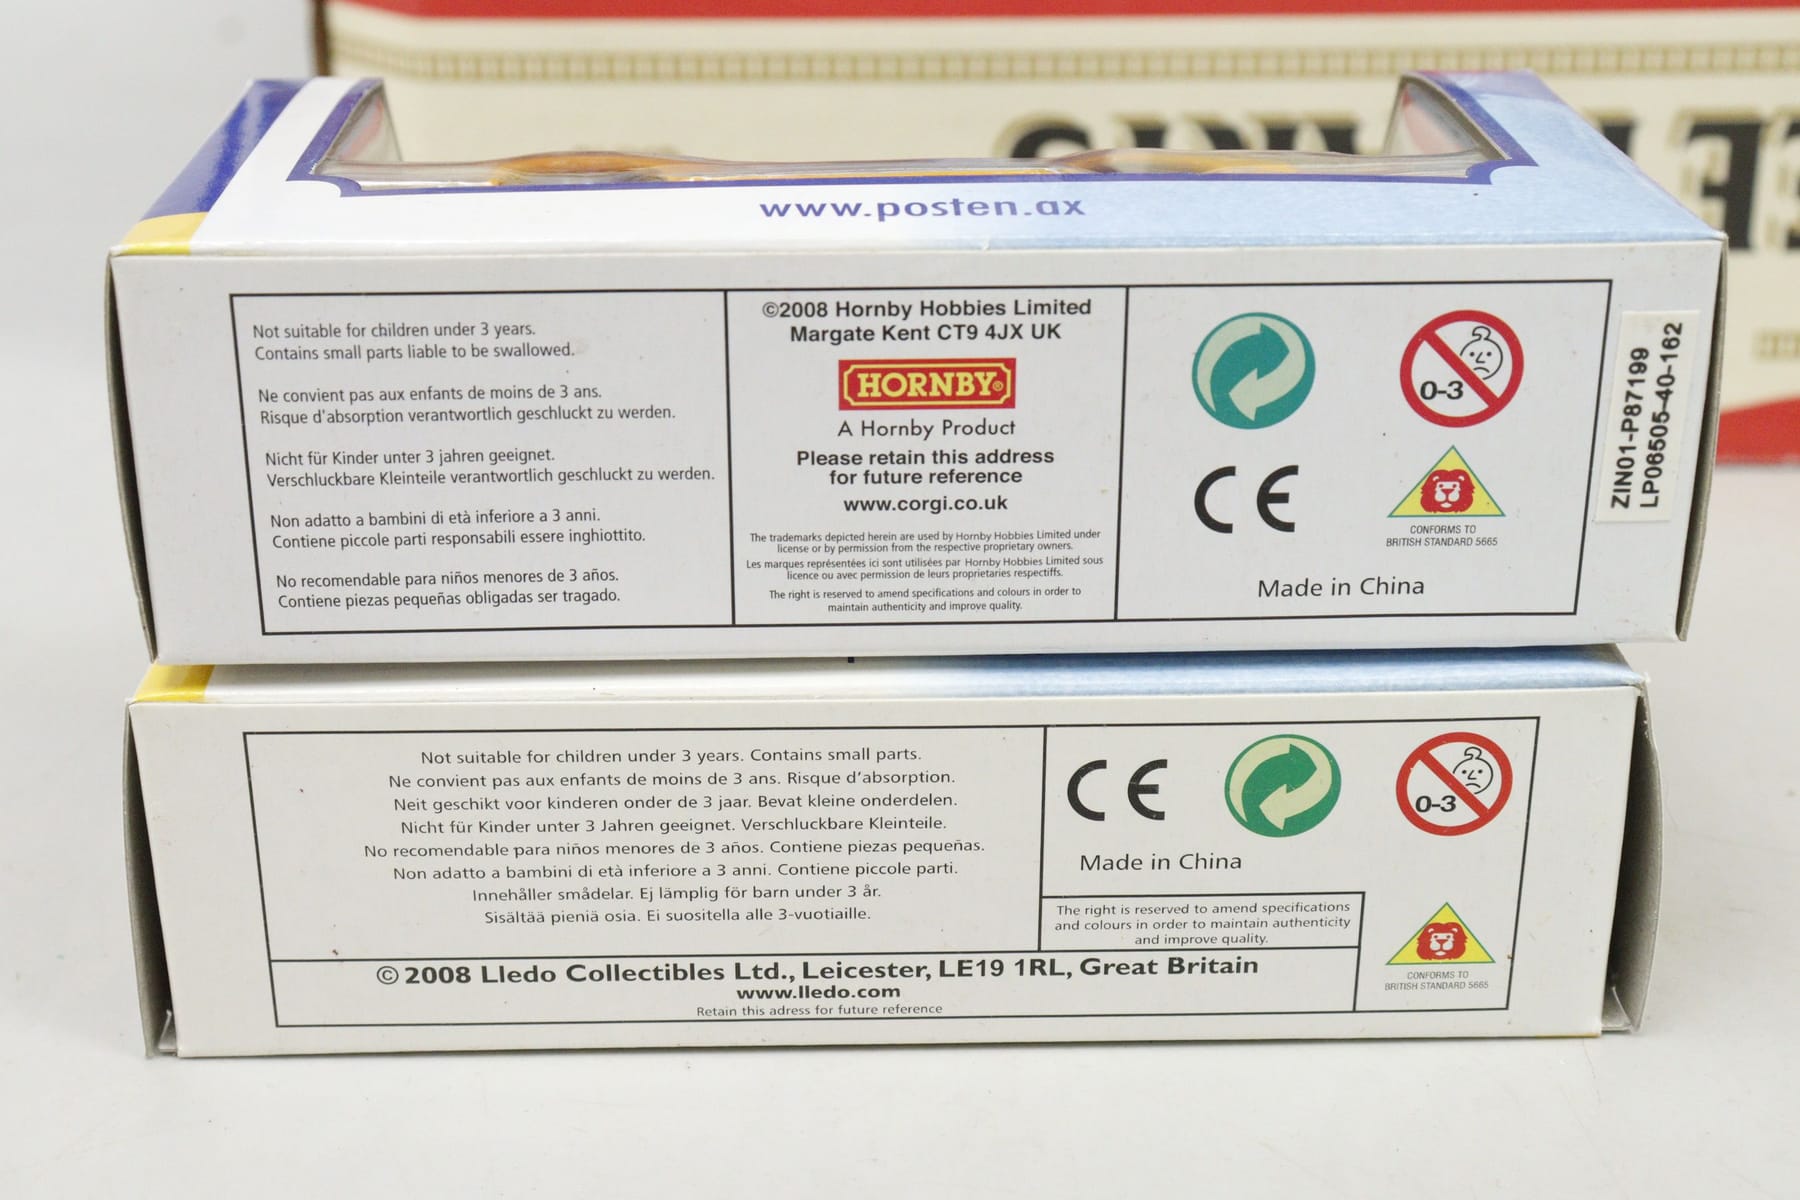 www.posten.ax
Not suitable for children under 3 years.
Contains small parts liable to be swallowed.
Ne convient pas aux enfants de moins de 3 ans.
Risque d'absorption verantwortlich geschluckt zu werden.
Nicht für Kinder unter 3 jahren geeignet.
Verschluckbare Kleinteile verantwortlich geschluckt zu werden.
Non adatto a bambini di età inferiore a 3 anni.
Contiene piccole parti responsabili essere inghiottito.
No recomendable para niños menores de 3 años.
Contiene piezas pequeñas obligadas ser tragado.
©2008 Hornby Hobbies Limited
Margate Kent CT9 4JX UK
HORNBY®
A Hornby Product
Please retain this address
for future reference
www.corgi.co.uk
The trademarks depicted herein are used by Hornby Hobbies Limited under
license or by permission from the respective proprietary owners.
Les marques représentées ici sont utilisées par Hornby Hobbies Limited sous
licence ou avec permission de leurs proprietaries respectiffs.
The right is reserved to amend specifications and colours in order to
maintain authenticity and improve quality.
0-3
CE
CONFORMS TO
BRITISH STANDARD 5665
Made in China
ZIN01-P87199
LP06505-40-162
Not suitable for children under 3 years. Contains small parts.
Ne convient pas aux enfants de moins de 3 ans. Risque d'absorption.
Neit geschikt voor kinderen onder de 3 jaar. Bevat kleine onderdelen.
Nicht für Kinder unter 3 Jahren geeignet. Verschluckbare Kleinteile.
No recomendable para niños menores de 3 años. Contiene piezas pequeñas.
Non adatto a bambini di età inferiore a 3 anni. Contiene piccole parti.
Innehåller smådelar. Ej lämplig för barn under 3 år.
Sisältää pieniä osia. Ei suositella alle 3-vuotiaille.
CE
0-3
Made in China
The right is reserved to amend specifications
and colours in order to maintain authenticity
and improve quality.
CONFORMS TO
BRITISH STANDARD 5665
© 2008 Lledo Collectibles Ltd., Leicester, LE19 1RL, Great Britain
www.lledo.com
Retain this adress for future reference